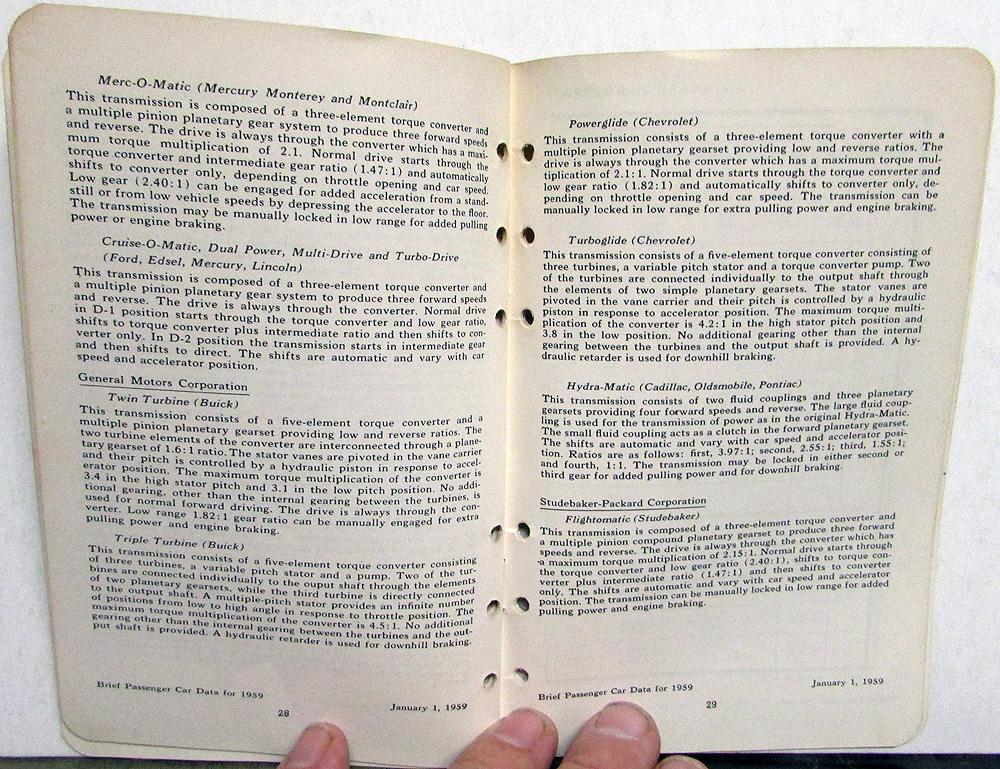 Merc-O-Matic (Mercury Monterey and Montclair)
This transmission is composed of a three-element torque converter and
a multiple pinion planetary gear system to produce three forward speeds
and reverse. The drive is always through the converter which has a maxi-
mum torque multiplication of 2.1. Normal drive starts through the
torque converter and intermediate gear ratio (1.47:1) and automatically
shifts to converter only, depending on throttle opening and car speed.
Low gear (2.40:1) can be engaged for added acceleration from a stand-
still or from low vehicle speeds by depressing the accelerator to the floor.
The transmission may be manually locked in low range for added pulling
power or engine braking.
Cruise-O-Matic, Dual Power, Multi-Drive and Turbo-Drive
(Ford, Edsel, Mercury, Lincoln)
This transmission is composed of a three-element torque converter and
a multiple pinion planetary gear system to produce three forward speeds
and reverse. The drive is always through the converter. Normal drive
in D-1 position starts through the torque converter and low gear ratio,
shifts to torque converter plus intermediate ratio and then shifts to con-
verter only. In D-2 position the transmission starts in intermediate gear
and then shifts to direct. The shifts are automatic and vary with car
speed and accelerator position.
General Motors Corporation
Twin Turbine (Buick)
This transmission consists of a five-element torque converter and a
multiple pinion planetary gearset providing low and reverse ratios. The
two turbine elements of the converter are interconnected through a plane-
tary gearset of 1.6:1 ratio. The stator vanes are pivoted in the vane carrier
and their pitch is controlled by a hydraulic piston in response to accel-
erator position. The maximum torque multiplication of the converter is
3.4 in the high stator pitch and 3.1 in the low pitch position. No addi-
tional gearing, other than the internal gearing between the turbines, is
used for normal forward driving. The drive is always through the con-
verter. Low range 1.82:1 gear ratio can be manually engaged for extra
pulling power and engine braking.
Triple Turbine (Buick)
This transmission consists of a five-element torque converter consisting
of three turbines, a variable pitch stator and a pump. Two of the tur-
bines are connected individually to the ouput shaft through the elements
of two planetary gearsets, while the third turbine is directly connected
to the output shaft. A multiple-pitch stator provides an infinite number
of positions from low to high angle in response to throttle position. The
maximum torque multiplication of the converter is 4.5:1. No additional
gearing other than the internal gearing between the turbines and the out-
put shaft is provided. A hydraulic retarder is used for downhill braking.
Brief Passenger Car Data for 1959
January 1, 1959
28
Powerglide (Chevrolet)
This transmission consists of a three-element torque converter with a
multiple pinion planetary gearset providing low and reverse ratios. The
drive is always through the converter which has a maximum torque mul-
tiplication of 2.1:1. Normal drive starts through the torque converter and
low gear ratio (1.82:1) and automatically shifts to converter only, de-
pending on throttle opening and car speed. The transmission can be
manually locked in low range for extra pulling power and engine braking.
Turboglide (Chevrolet)
This transmission consists of a five-element torque converter consisting of
three turbines, a variable pitch stator and a torque converter pump. Two
of the turbines are connected individually to the output shaft through
the elements of two simple planetary gearsets. The stator vanes are
pivoted in the vane carrier and their pitch is controlled by a hydraulic
piston in response to accelerator position. The maximum torque multi-
plication of the converter is 4.2:1 in the high stator pitch position and
3.8 in the low position. No additional gearing other than the internal
gearing between the turbines and the output shaft is provided. A hy-
draulic retarder is used for downhill braking.
Hydra-Matic (Cadillac, Oldsmobile, Pontiac)
This transmission consists of two fluid couplings and three planetary
gearsets providing four forward speeds and reverse. The large fluid coup-
ling is used for the transmission of power as in the original Hydra-Matic.
The small fluid coupling acts as a clutch in the forward planetary gearset.
The shifts are automatic and vary with car speed and accelerator posi-
tion. Ratios are as follows: first, 3.97:1; second, 2.55:1; third, 1.55:1;
and fourth, 1:1. The transmission may be locked in either second or
third gear for added pulling power and for downhill braking.
Studebaker-Packard Corporation
Flightomatic (Studebaker)
This transmission is composed of a three-element torque converter and
a multiple pinion compound planetary gearset to produce three forward
speeds and reverse. The drive is always through the converter which has
a maximum torque multiplication of 2.15:1. Normal drive starts through
the torque converter and low gear ratio (2.40:1), shifts to torque con-
verter plus intermediate ratio (1.47:1) and then shifts to converter
only. The shifts are automatic and vary with car speed and accelerator
position. The transmission can be manually locked in low range for added
pulling power and engine braking.
Brief Passenger Car Data for 1959
January 1, 1959
29